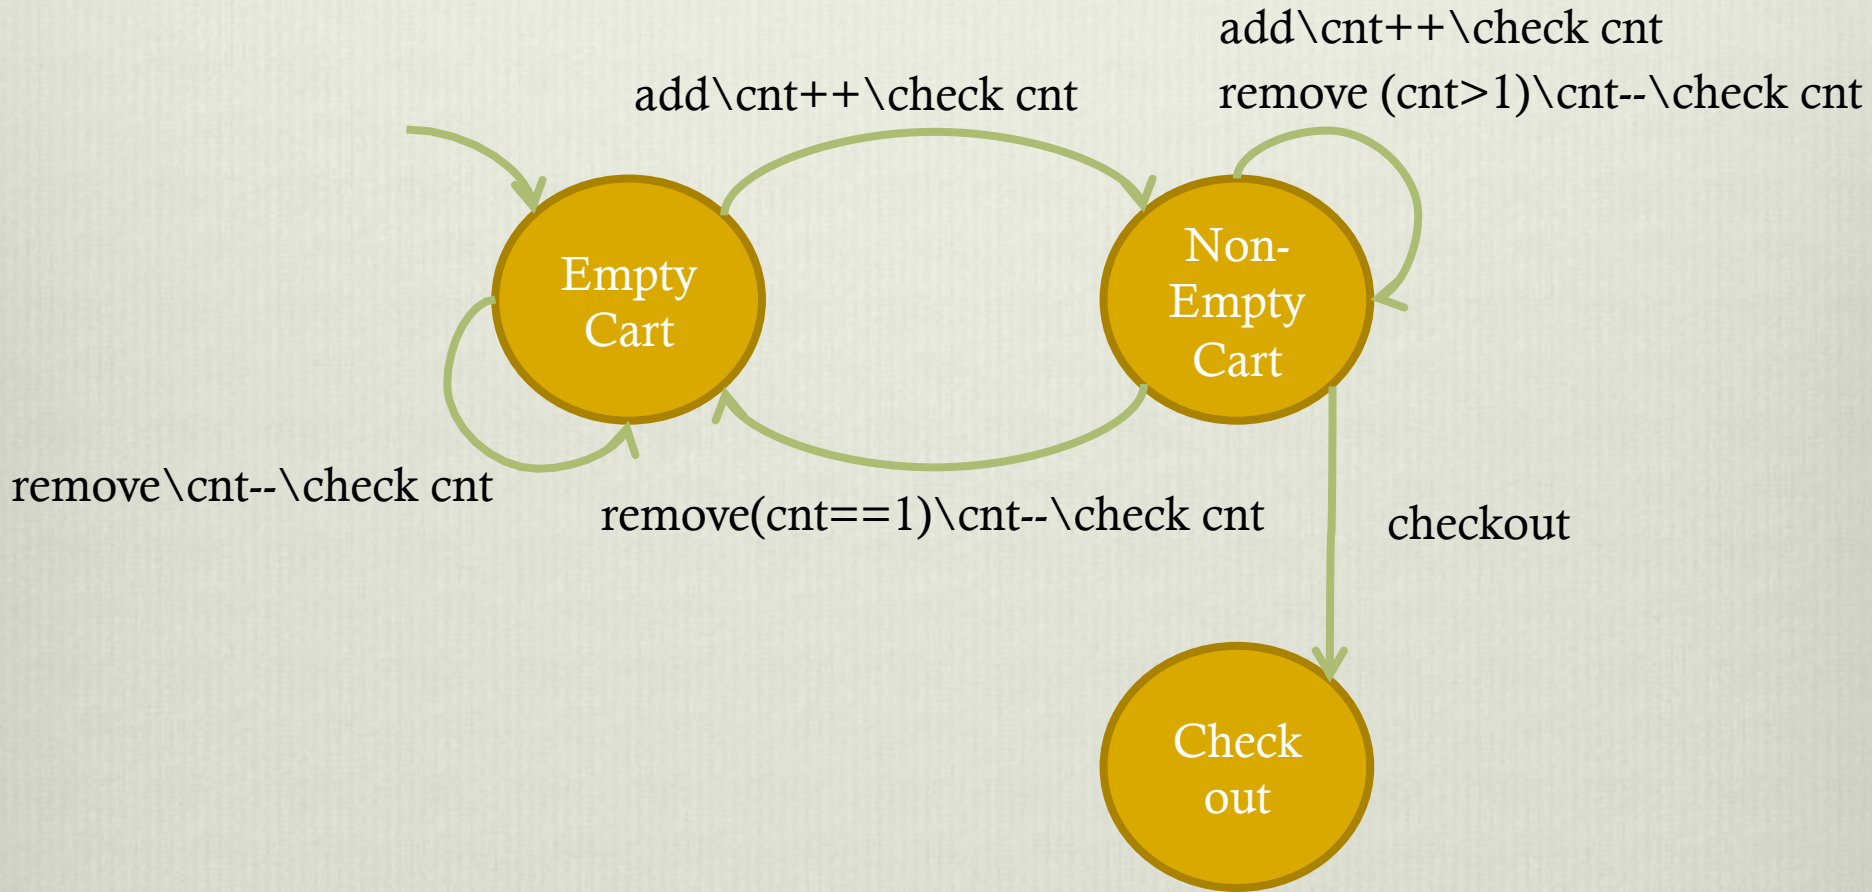 add\cnt++\check cnt
remove (cnt>1)\cnt--\check cnt
add\cnt++\check cnt
Empty
Cart
Non-
Empty
Cart
remove\cnt--\check cnt
remove(cnt==1)\cnt--\check cnt
checkout
Check
out